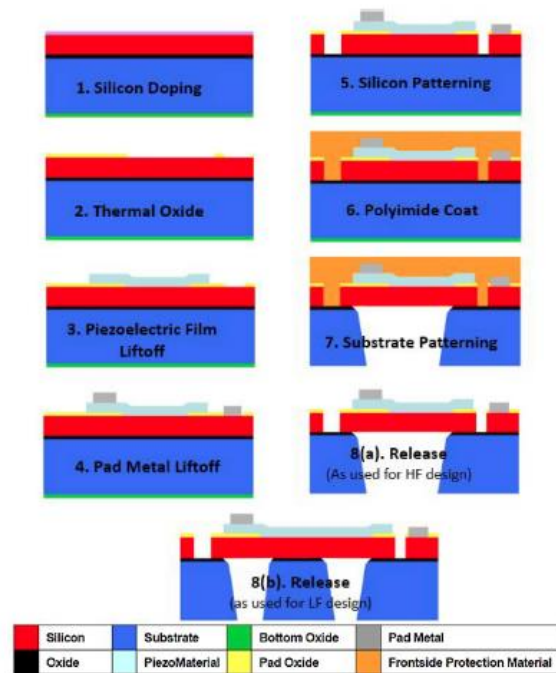 1. Silicon Doping
2. Thermal Oxide
3. Piezoelectric Film
Liftoff
4. Pad Metal Liftoff
5. Silicon Patterning
6. Polyimide Coat
7. Substrate Patterning
8(a). Release
(As used for HF design)
8(b). Release
(as used for LF design)
Silicon Substrate Bottom Oxide Pad Metal
Oxide PiezoMaterial Pad Oxide Frontside Protection Material